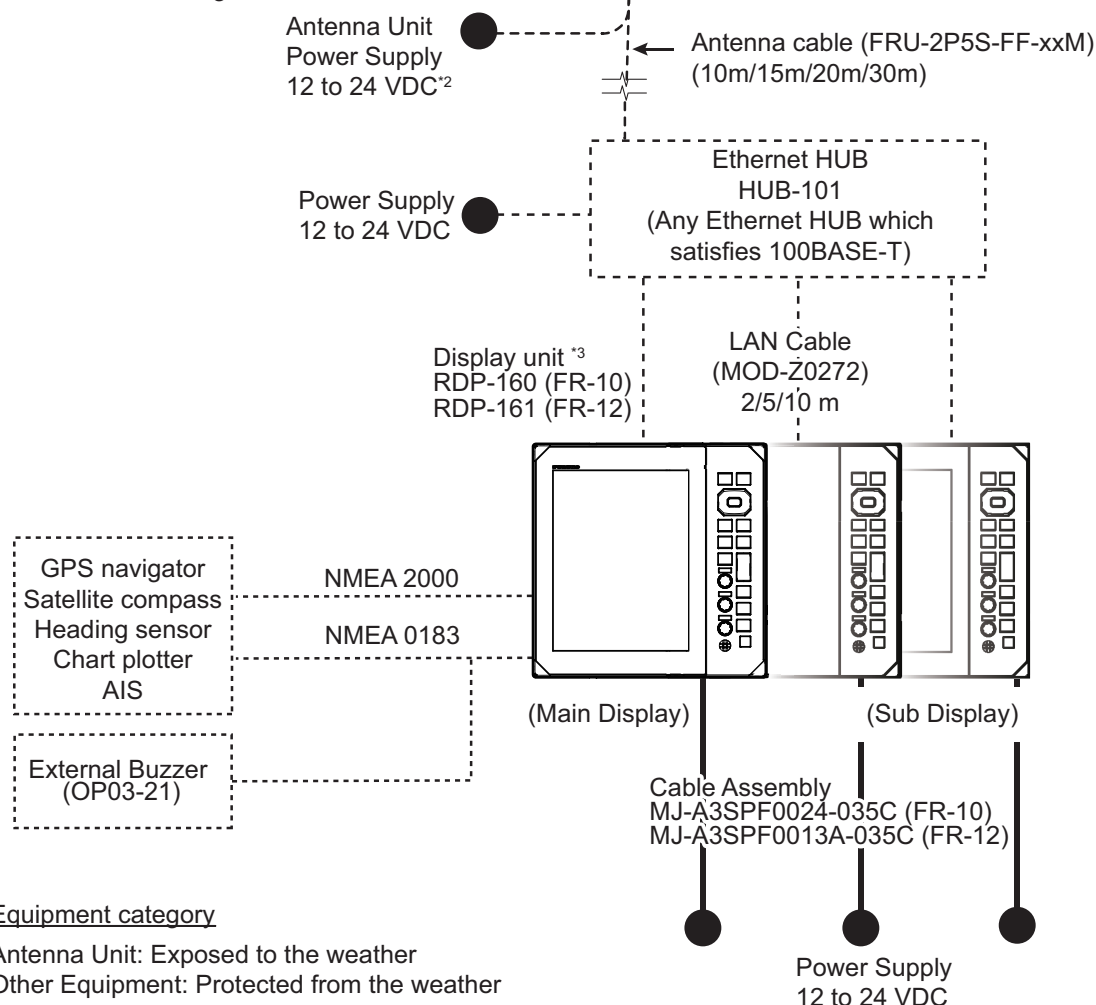 Antenna Unit
Power Supply
12 to 24 VDC*2
Antenna cable (FRU-2P5S-FF-xxM)
(10m/15m/20m/30m)
Ethernet HUB
HUB-101
(Any Ethernet HUB which
satisfies 100BASE-T)
Power Supply
12 to 24 VDC
Display unit *3
RDP-160 (FR-10)
RDP-161 (FR-12)
LAN Cable
(MOD-Z0272)
2/5/10 m
GPS navigator
Satellite compass
Heading sensor
Chart plotter
AIS
NMEA 2000
NMEA 0183
External Buzzer
(OP03-21)
(Main Display)
(Sub Display)
Cable Assembly
MJ-A3SPF0024-035C (FR-10)
MJ-A3SPF0013A-035C (FR-12)
Equipment category
Antenna Unit: Exposed to the weather
Other Equipment: Protected from the weather
Power Supply
12 to 24 VDC